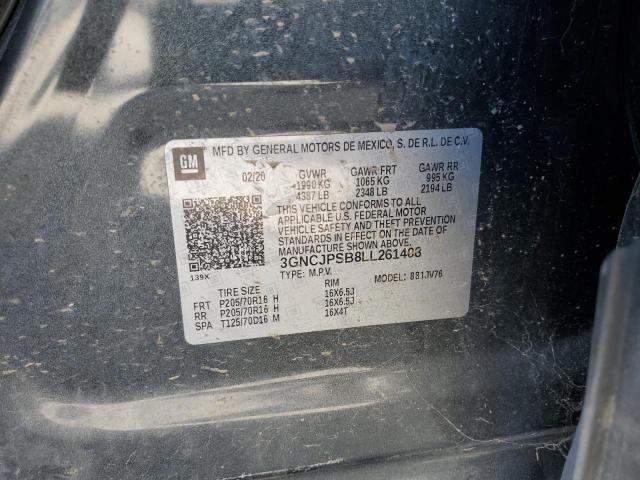 GM
MFD BY GENERAL MOTORS DE MEXICO, S. DE R.L. DE C.V.
02/20 GVWR GAWR FRT GAWR RR
1990 KG 1065 KG 995 KG
4387 LB 2348 LB 2194 LB
THIS VEHICLE CONFORMS TO ALL
APPLICABLE U.S. FEDERAL MOTOR
VEHICLE SAFETY AND THEFT PREVENTION
STANDARDS IN EFFECT ON THE DATE OF
MANUFACTURE SHOWN ABOVE.
139X
TYPE: M.P.V. MODEL:
TIRE SIZE RIM
FRT P205/70R16 H 16X6.5J
RR P205/70R16 H 16X6.5J
SPA T125/70D16 M 16X4T